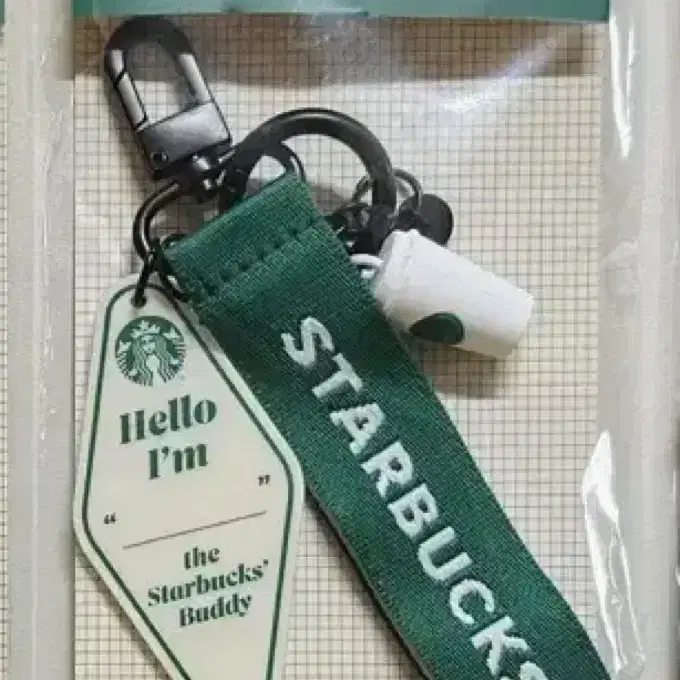 Hello
I'm
“ ”
the
Starbucks'
Buddy
STARBUCKS